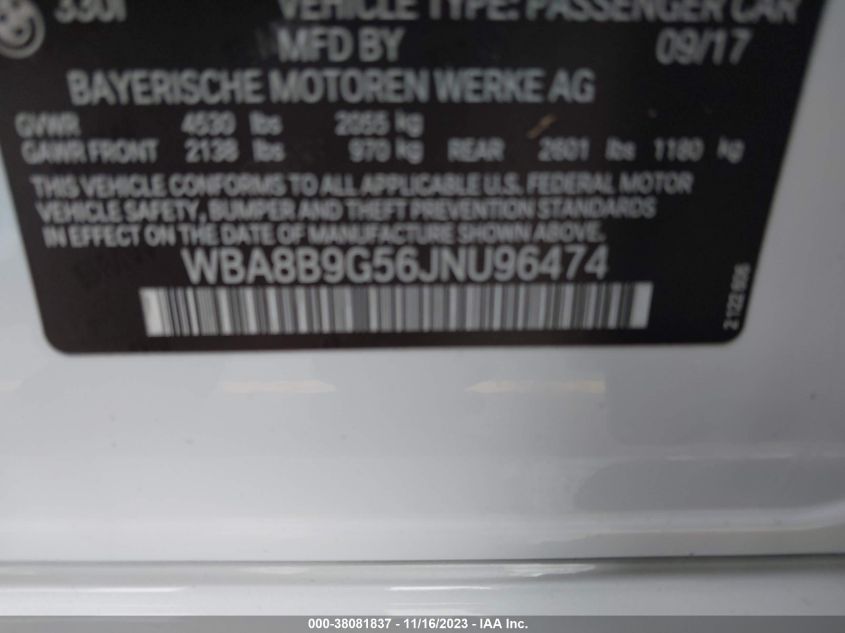 330i VEHICLE TYPE: PASSENGER CAR
MFD BY 09/17
BAYERISCHE MOTOREN WERKE AG
GVWR 4530 lbs 2055 kg
GAWR FRONT 2138 lbs 970 kg REAR 2601 lbs 1180 kg
THIS VEHICLE CONFORMS TO ALL APPLICABLE U.S. FEDERAL MOTOR
VEHICLE SAFETY, BUMPER AND THEFT PREVENTION STANDARDS
IN EFFECT ON THE DATE OF MANUFACTURE SHOWN ABOVE.
WBA8B9G56JNU96474
2 122 606
000-38081837 - 11/16/2023 - IAA Inc.